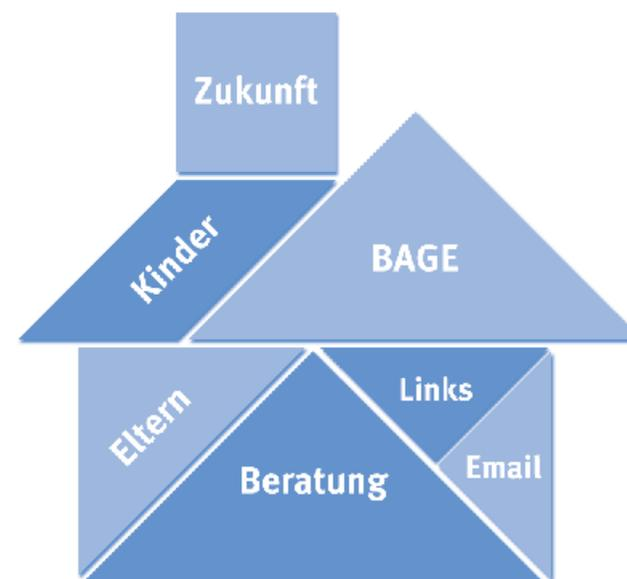 Zukunft
Kinder
BAGE
Eltern
Links
Email
Beratung